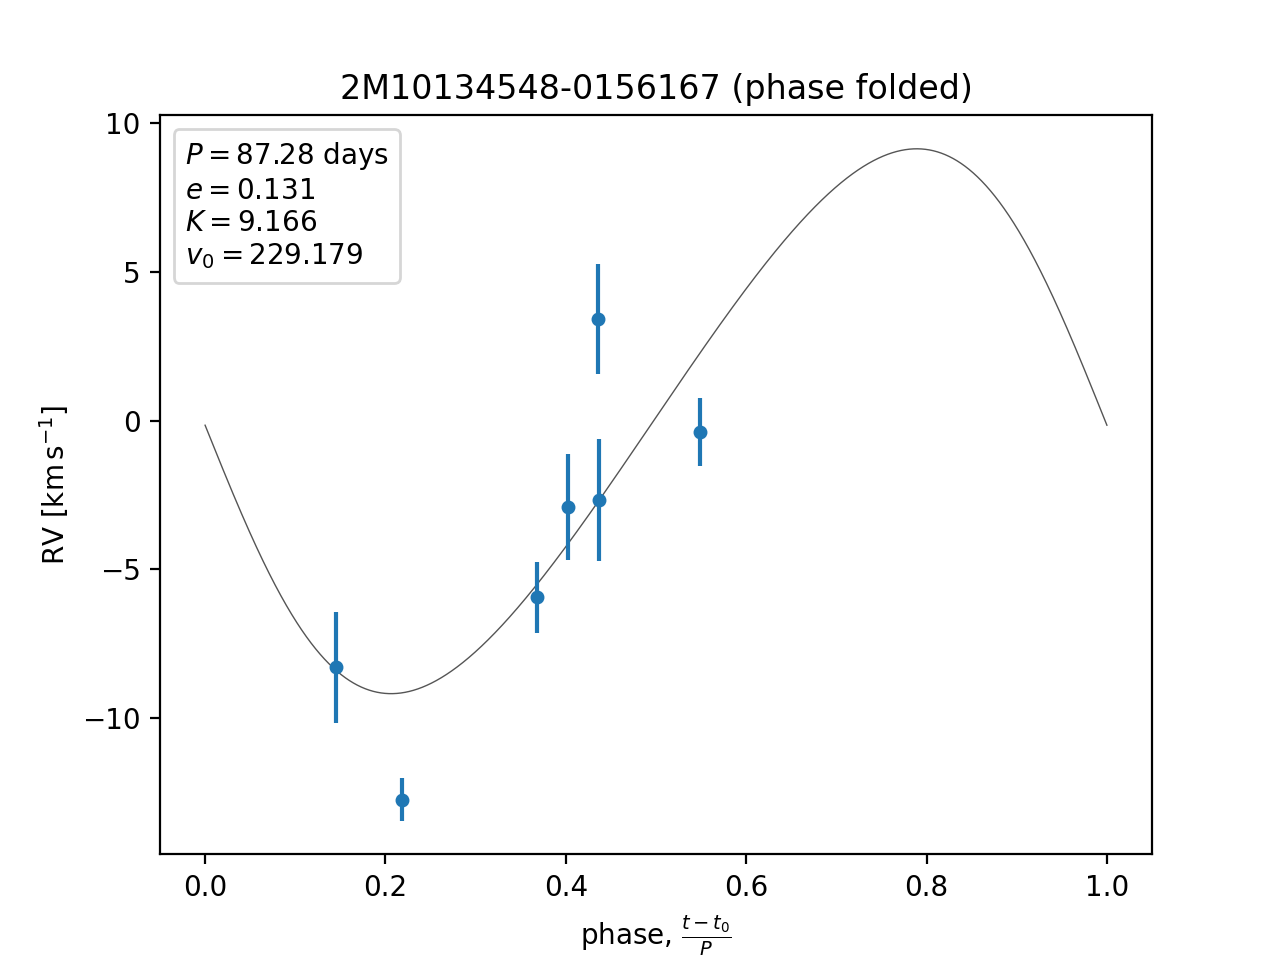 2M10134548-0156167 (phase folded)
P = 87.28 days
e = 0.131
K = 9.166
v₀ = 229.179
10
5
0
−5
−10
RV [km s⁻¹]
0.0 0.2 0.4 0.6 0.8 1.0
phase, (t − t₀)/P